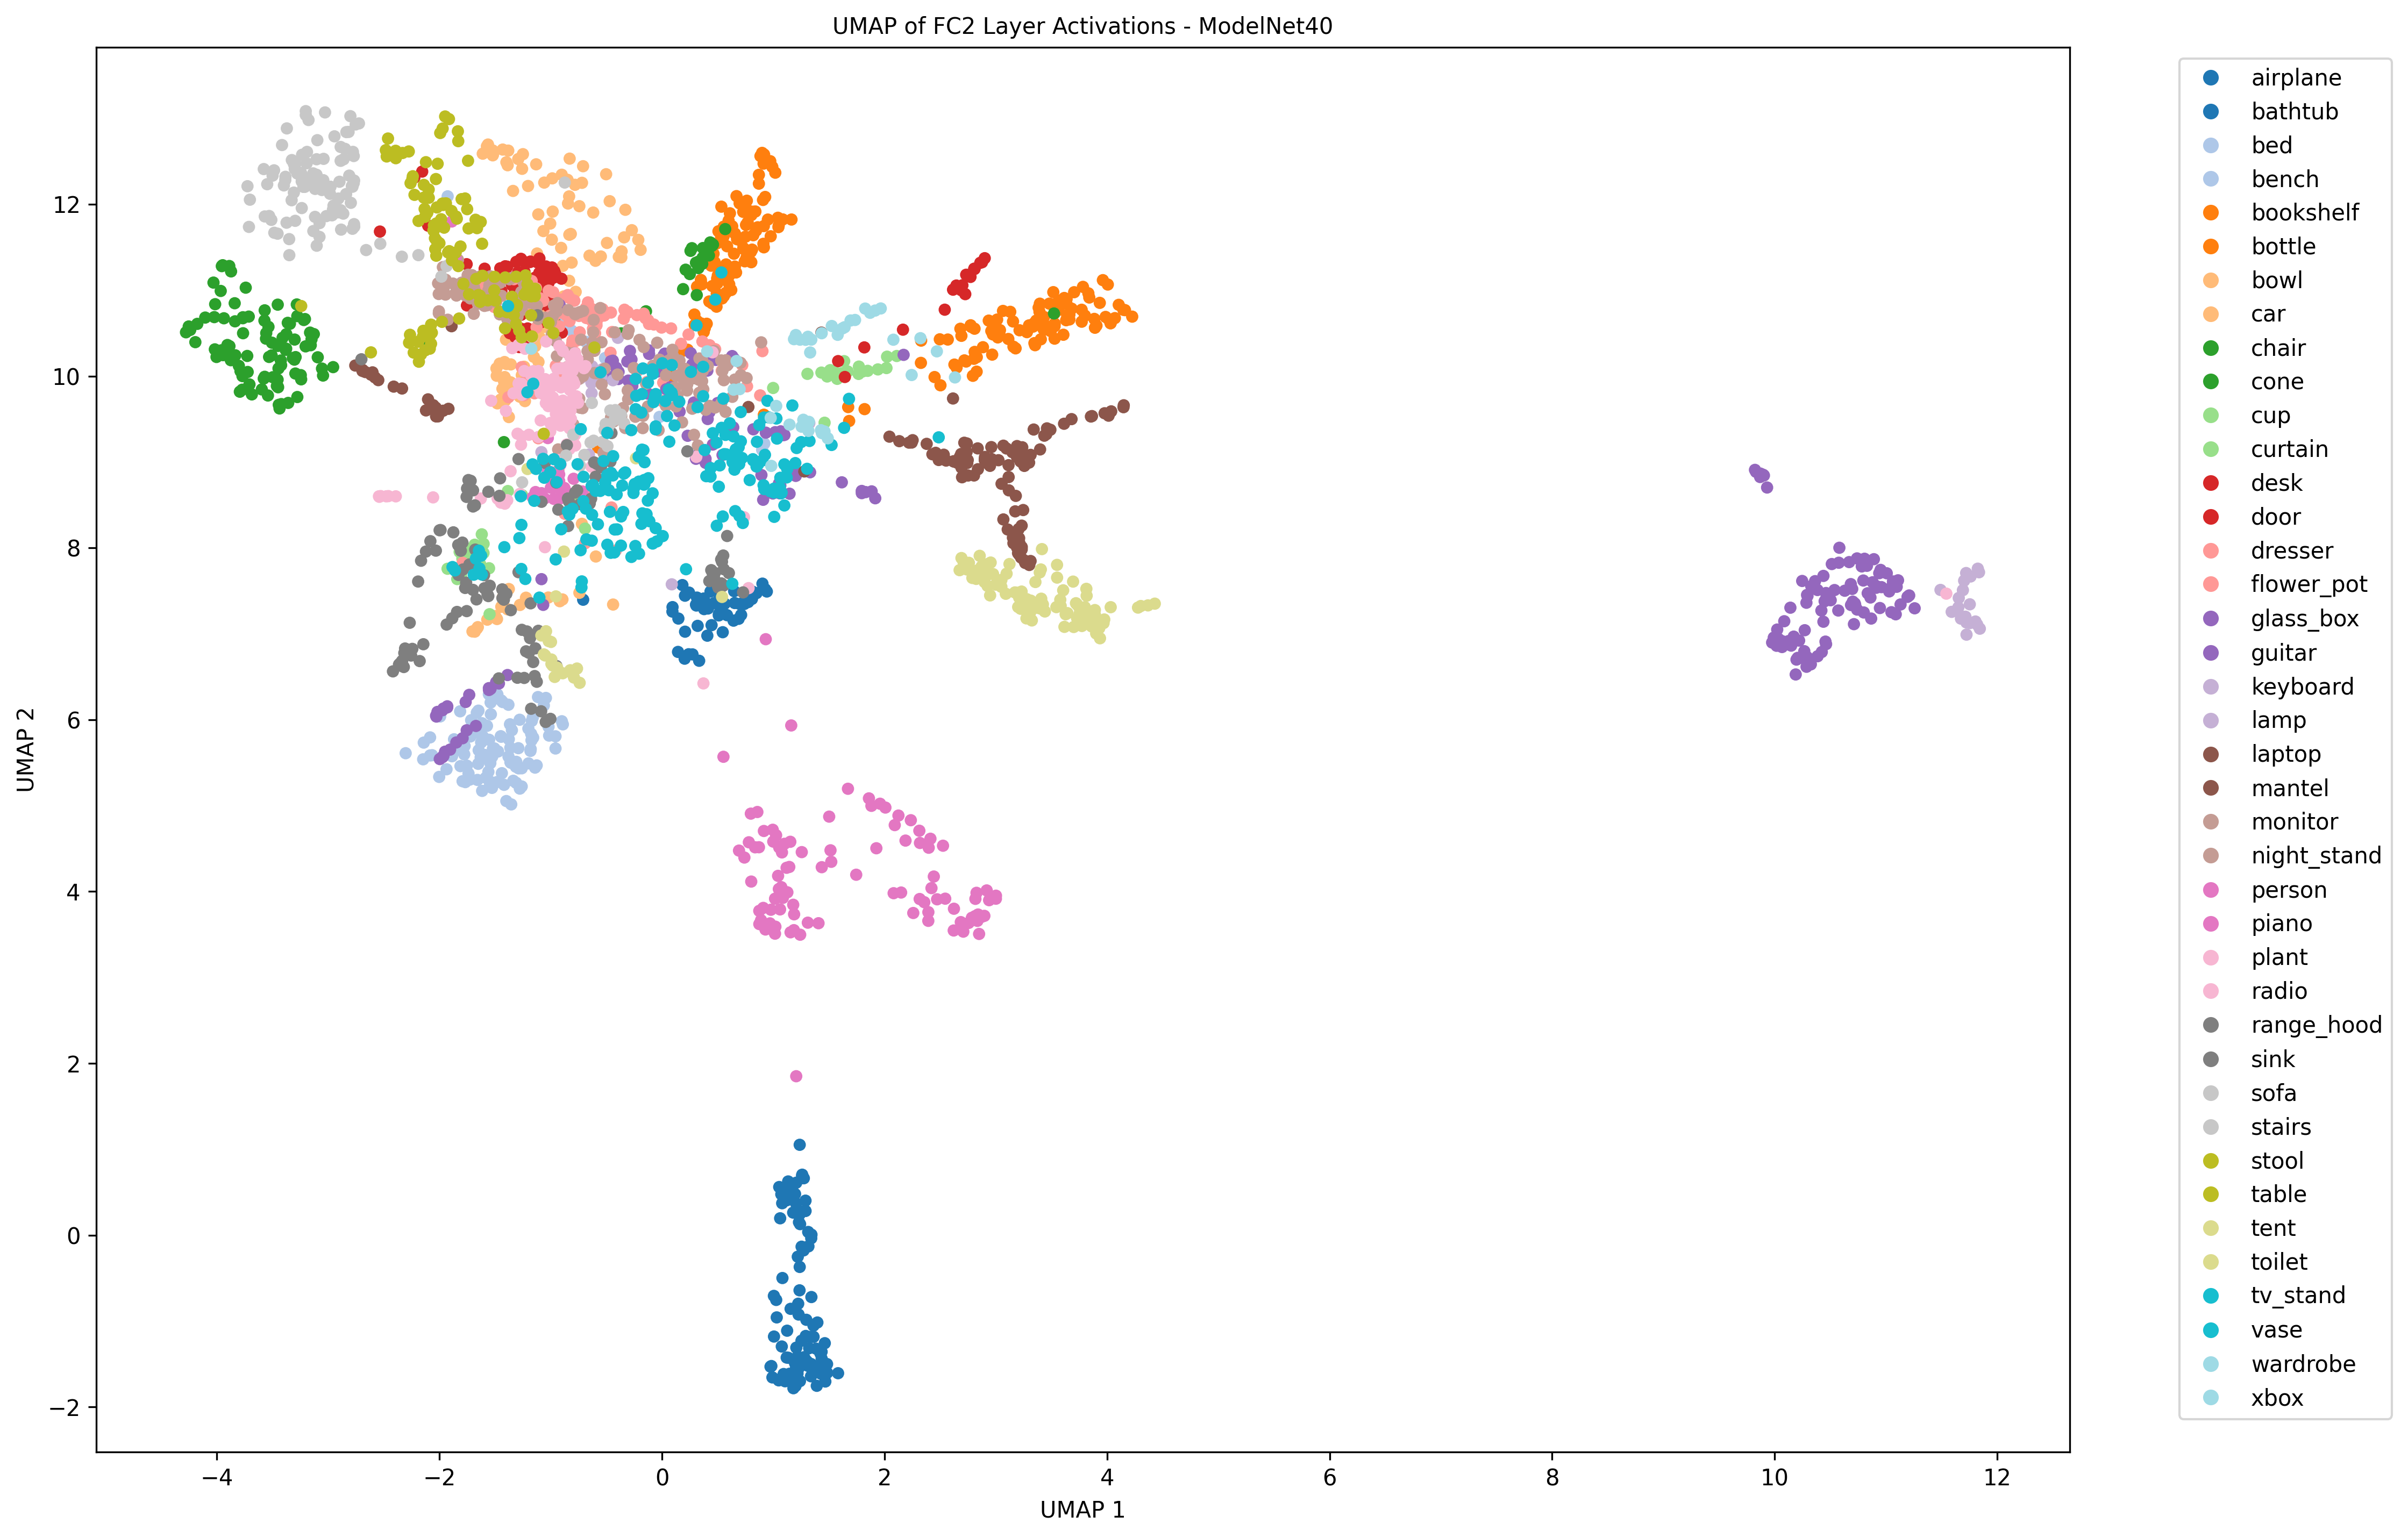 UMAP of FC2 Layer Activations - ModelNet40
UMAP 2
12
10
8
6
4
2
0
−2
−4
−2
0
2
4
6
8
10
12
UMAP 1
airplane
bathtub
bed
bench
bookshelf
bottle
bowl
car
chair
cone
cup
curtain
desk
door
dresser
flower_pot
glass_box
guitar
keyboard
lamp
laptop
mantel
monitor
night_stand
person
piano
plant
radio
range_hood
sink
sofa
stairs
stool
table
tent
toilet
tv_stand
vase
wardrobe
xbox